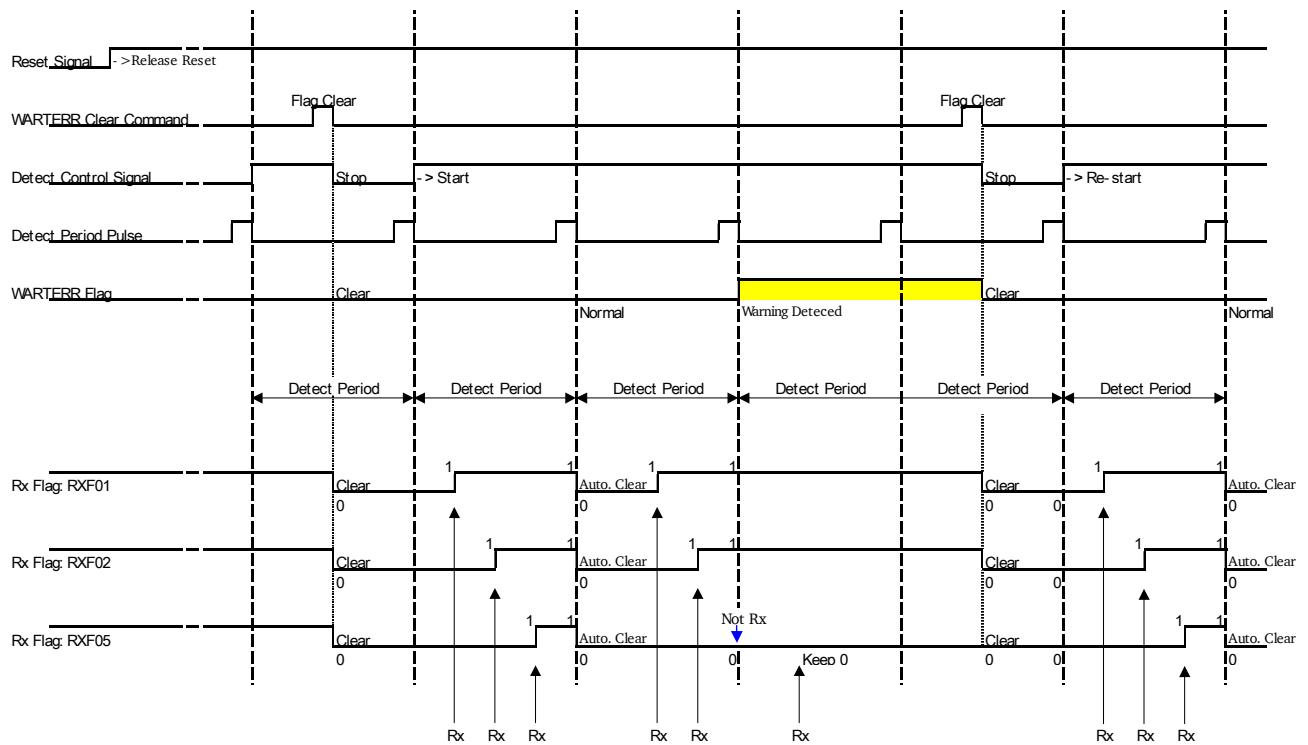 Reset Signal - >Release Reset
Flag Clear Flag Clear
WARTERR Clear Command
Detect Control Signal Stop - > Start Stop - > Re- start
Detect Period Pulse
WARTERR Flag Clear Clear
Normal Warning Deteced Normal
Detect Period Detect Period Detect Period Detect Period Detect Period Detect Period
1 1 1 1 1 1
Rx Flag: RXF01 Clear Auto. Clear Clear Auto. Clear
0 0 0 0 0
1 1 1 1 1 1
Rx Flag: RXF02 Clear Auto. Clear Clear Auto. Clear
0 0 0 0 0
1 1 Not Rx 1 1
Rx Flag: RXF05 Clear Auto. Clear Clear Auto. Clear
0 0 0 Keep 0 0 0 0
Rx Rx Rx Rx Rx Rx Rx Rx Rx